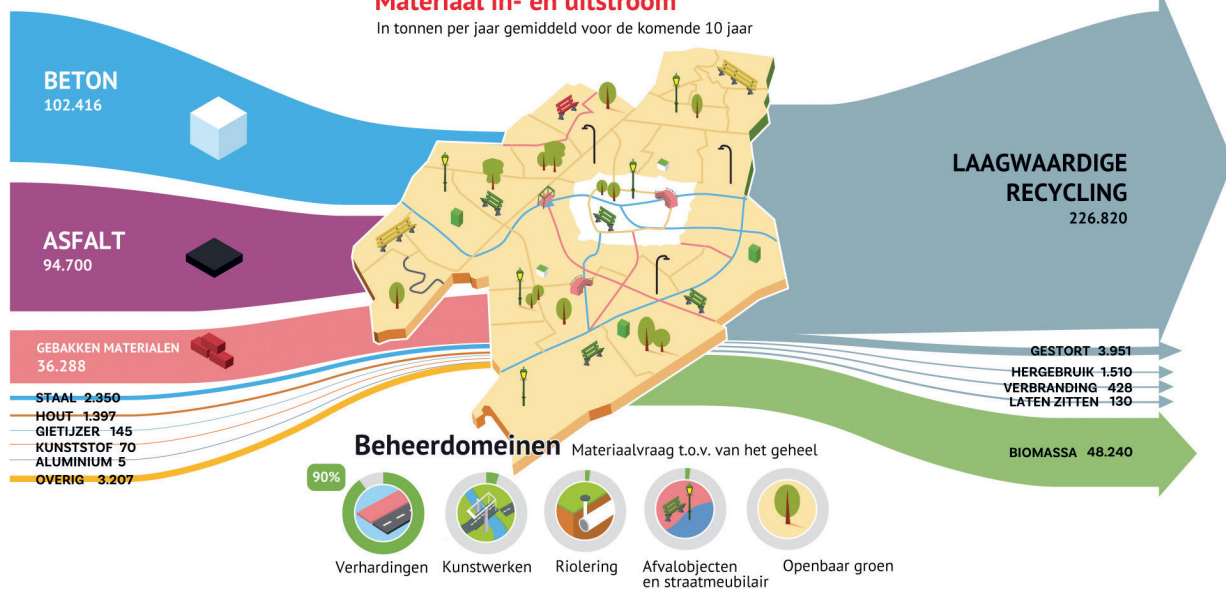 Materiaal in- en uitstroom
In tonnen per jaar gemiddeld voor de komende 10 jaar
BETON
102.416
ASFALT
94.700
GEBAKKEN MATERIALEN
36.288
STAAL 2.350
HOUT 1.397
GIETIJZER 145
KUNSTSTOF 70
ALUMINIUM 5
OVERIG 3.207
LAAGWAARDIGE
RECYCLING
226.820
GESTORT 3.951
HERGEBRUIK 1.510
VERBRANDING 428
LATEN ZITTEN 130
BIOMASSA 48.240
Beheerdomeinen Materiaalvraag t.o.v. van het geheel
90%
Verhardingen
Kunstwerken
Riolering
Afvalobjecten
en straatmeubilair
Openbaar groen